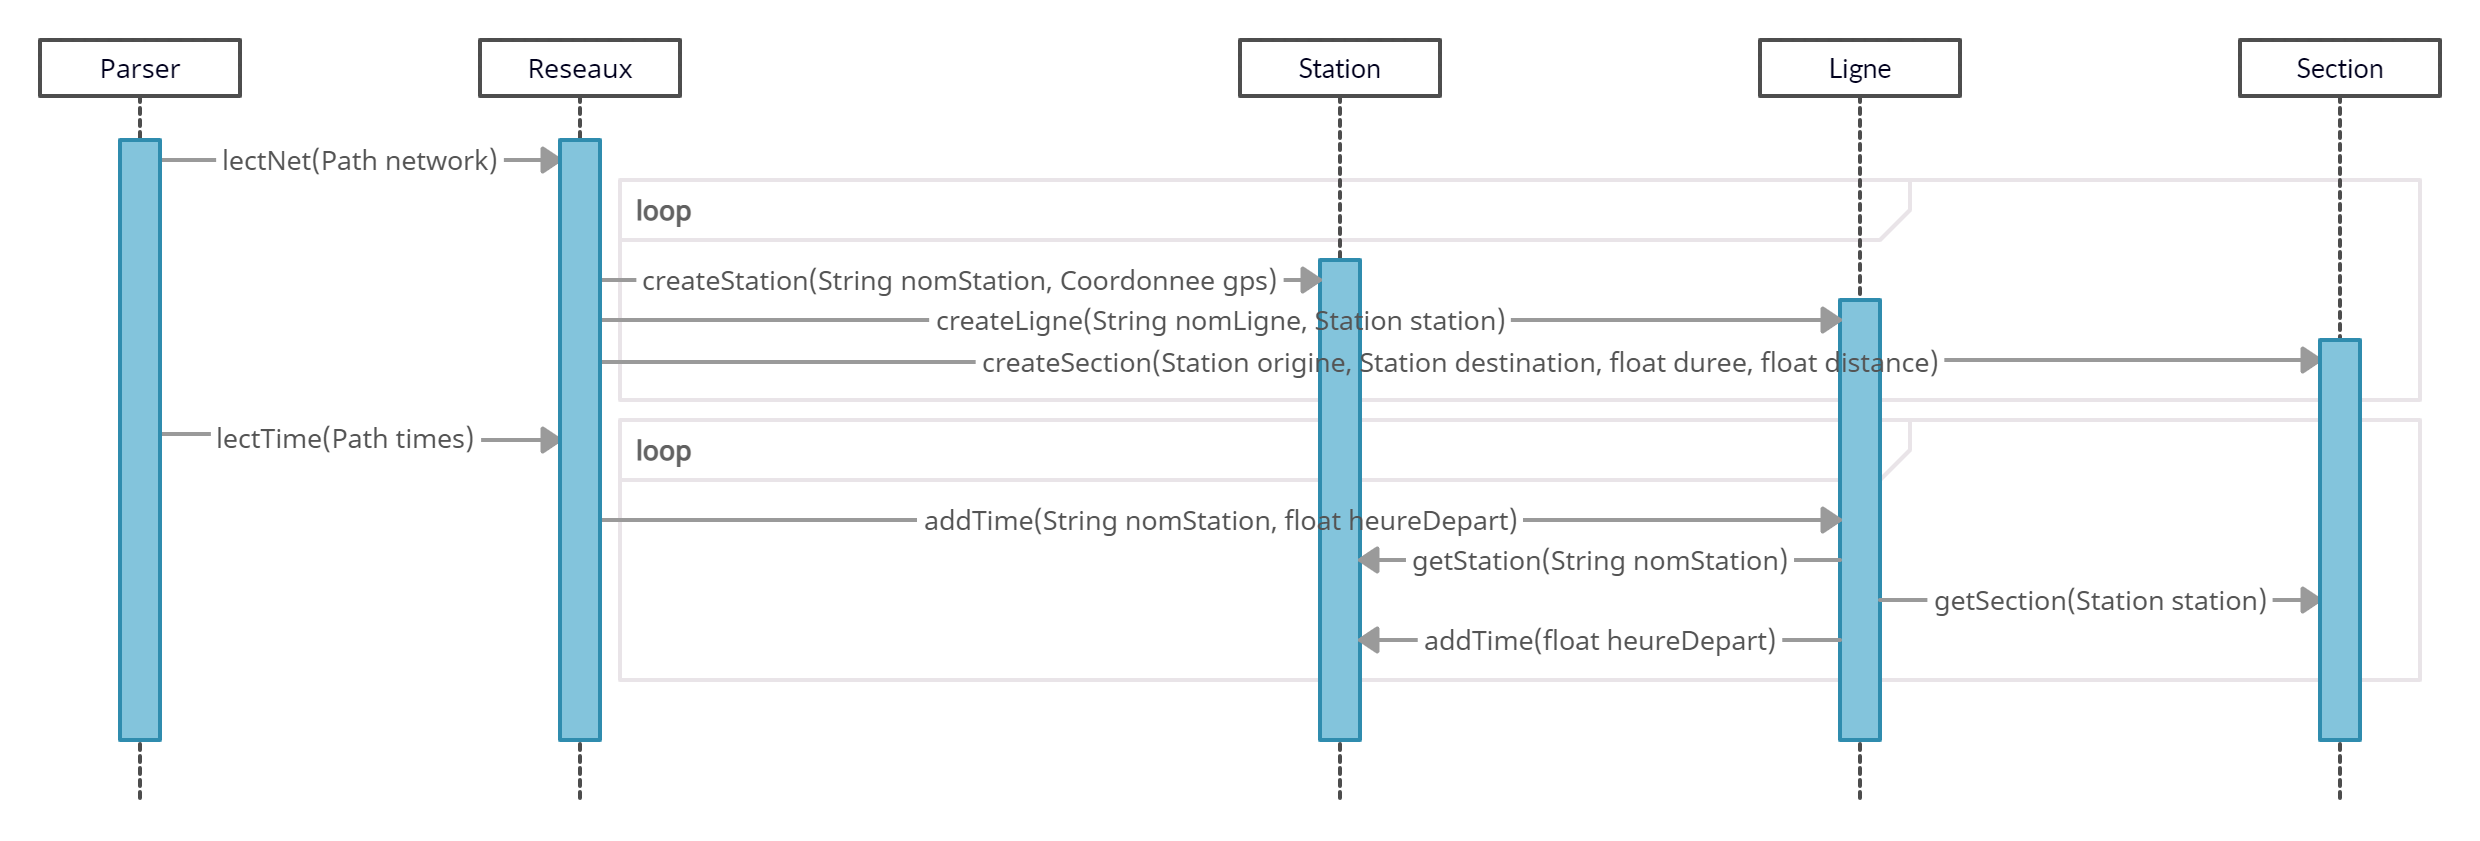 Parser
Reseaux
Station
Ligne
Section
lectNet(Path network)
loop
createStation(String nomStation, Coordonnee gps)
createLigne(String nomLigne, Station station)
createSection(Station origine, Station destination, float duree, float distance)
lectTime(Path times)
loop
addTime(String nomStation, float heureDepart)
getStation(String nomStation)
getSection(Station station)
addTime(float heureDepart)